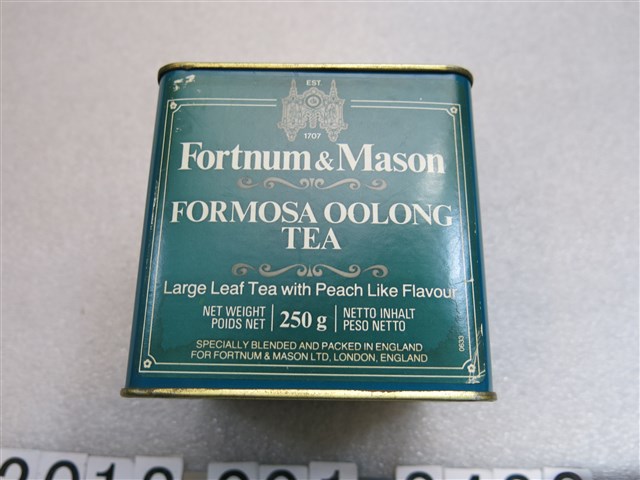 EST
1707
Fortnum & Mason
FORMOSA OOLONG
TEA
Large Leaf Tea with Peach Like Flavour
NET WEIGHT
POIDS NET
250 g
NETTO INHALT
PESO NETTO
SPECIALLY BLENDED AND PACKED IN ENGLAND
FOR FORTNUM & MASON LTD, LONDON, ENGLAND
0633